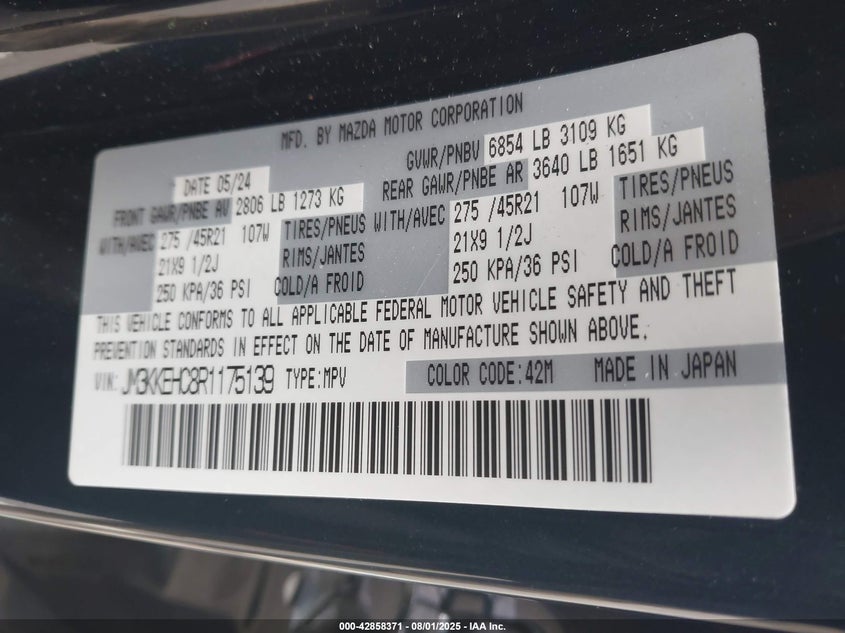 MFD. BY MAZDA MOTOR CORPORATION
DATE 05/24 GVWR/PNBV 6854 LB 3109 KG
FRONT GAWR/PNBE AV 2806 LB 1273 KG REAR GAWR/PNBE AR 3640 LB 1651 KG
WITH/AVEC 275 /45R21 107W TIRES/PNEUS WITH/AVEC 275 /45R21 107W TIRES/PNEUS
21X9 1/2J RIMS/JANTES 21X9 1/2J RIMS/JANTES
250 KPA/36 PSI COLD/A FROID 250 KPA/36 PSI COLD/A FROID
THIS VEHICLE CONFORMS TO ALL APPLICABLE FEDERAL MOTOR VEHICLE SAFETY AND THEFT
PREVENTION STANDARDS IN EFFECT ON THE DATE OF MANUFACTURE SHOWN ABOVE.
VIN: JM3KKEHC8R1175139 TYPE:MPV COLOR CODE:42M MADE IN JAPAN
000-42858371 - 08/01/2025 - IAA Inc.